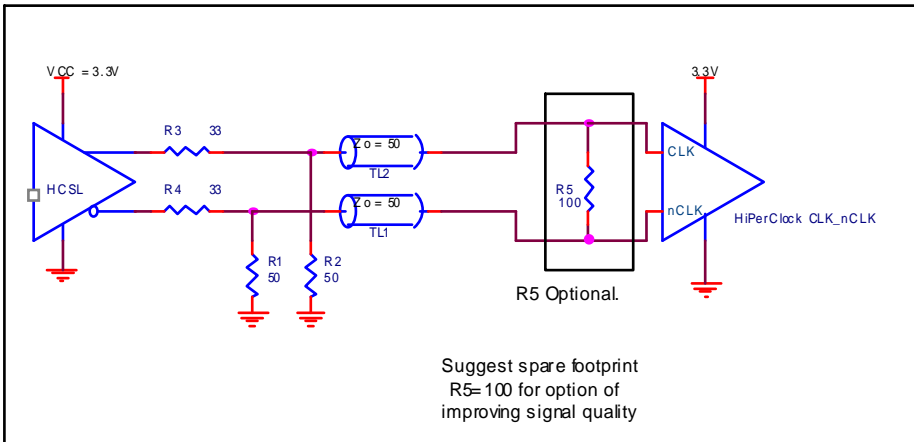 VCC = 3.3V
3.3V
R3 33
Zo = 50
TL2
CLK
HCSL
R4 33
Zo = 50
TL1
R5
100
nCLK
HiPerClock CLK_nCLK
R1
50
R2
50
R5 Optional.
Suggest spare footprint
R5=100 for option of
improving signal quality